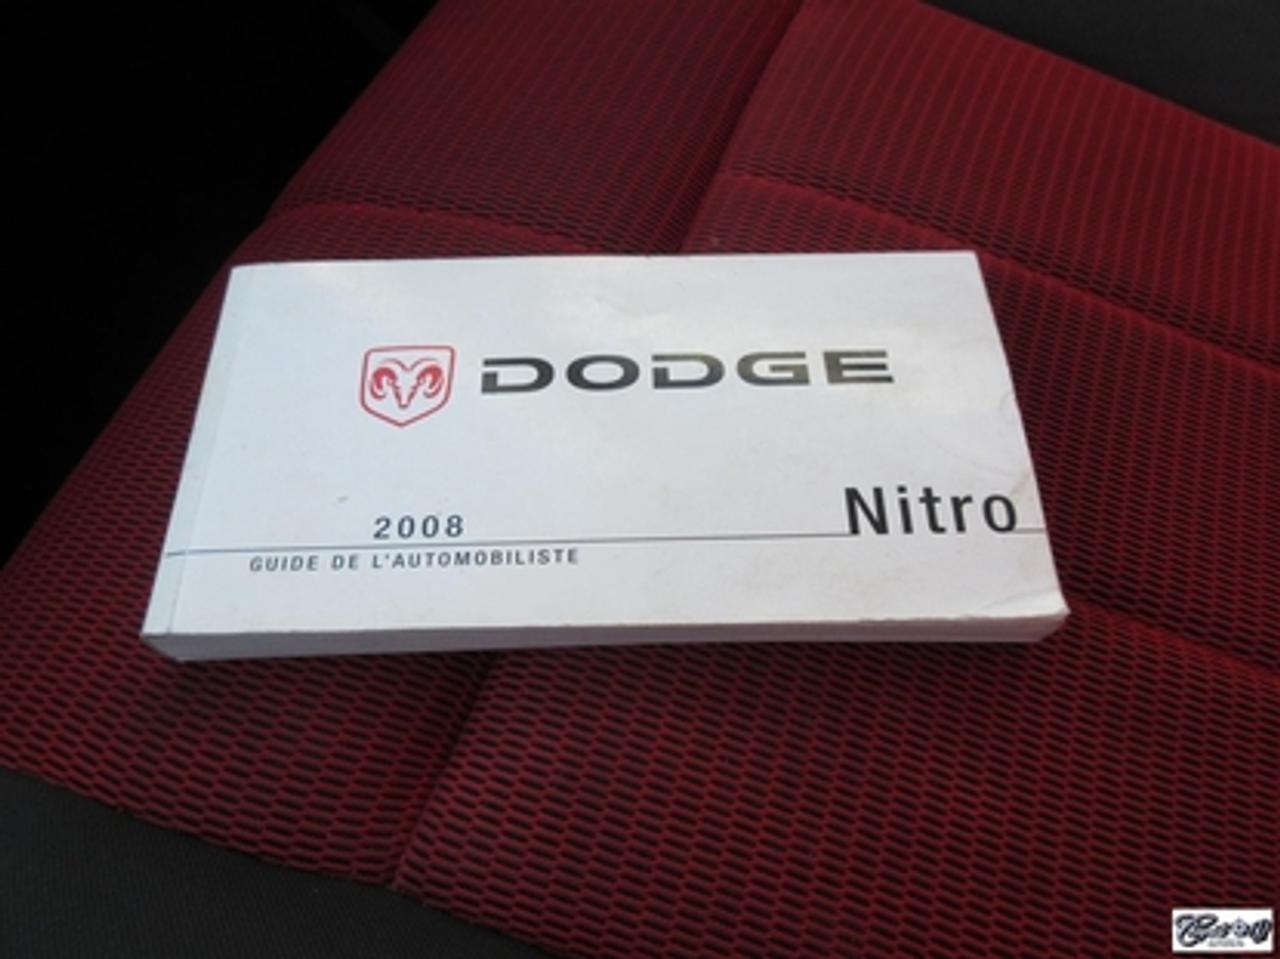 DODGE
2008
Nitro
GUIDE DE L'AUTOMOBILISTE